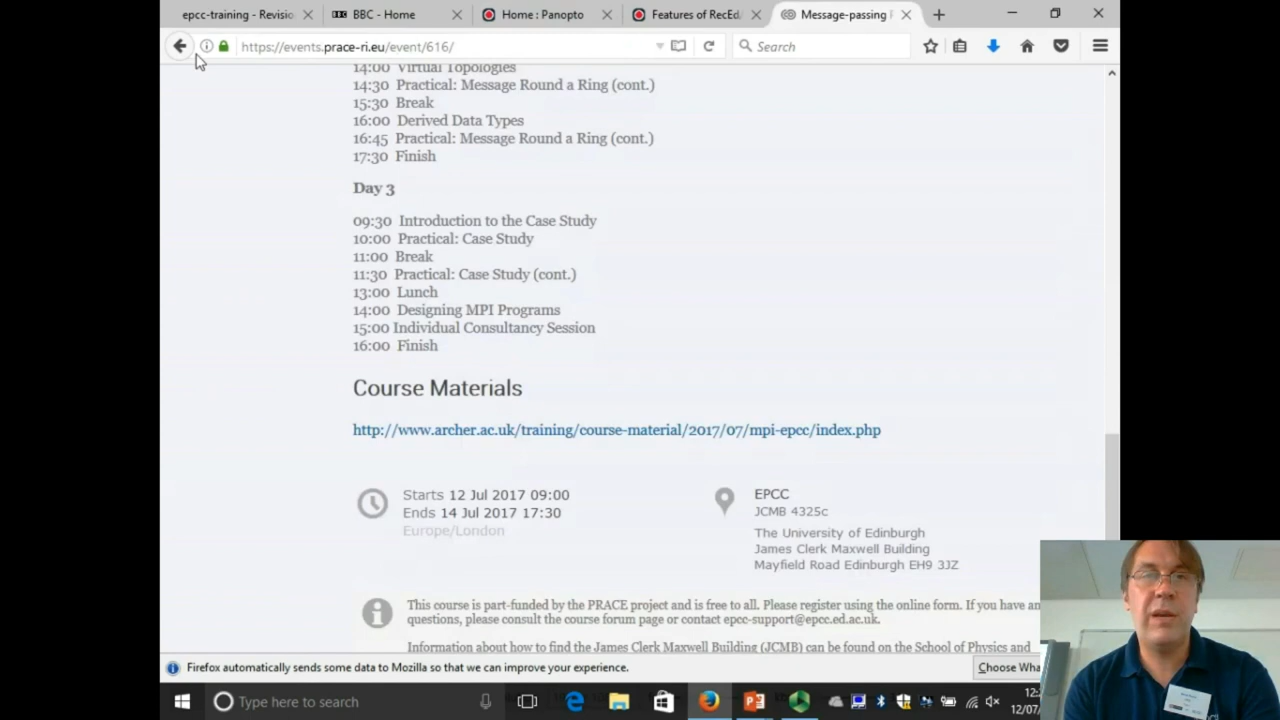 epcc-training - Revisio
BBC - Home
Home : Panopto
Features of RecEd
Message-passing
https://events.prace-ri.eu/event/616/
Search
14:00 Virtual Topologies
14:30 Practical: Message Round a Ring (cont.)
15:30 Break
16:00 Derived Data Types
16:45 Practical: Message Round a Ring (cont.)
17:30 Finish
Day 3
09:30 Introduction to the Case Study
10:00 Practical: Case Study
11:00 Break
11:30 Practical: Case Study (cont.)
13:00 Lunch
14:00 Designing MPI Programs
15:00 Individual Consultancy Session
16:00 Finish
Course Materials
http://www.archer.ac.uk/training/course-material/2017/07/mpi-epcc/index.php
Starts 12 Jul 2017 09:00
Ends 14 Jul 2017 17:30
Europe/London
EPCC
JCMB 4325c
The University of Edinburgh
James Clerk Maxwell Building
Mayfield Road Edinburgh EH9 3JZ
This course is part-funded by the PRACE project and is free to all. Please register using the online form. If you have an
questions, please consult the course forum page or contact epcc-support@epcc.ed.ac.uk.
Information about how to find the James Clerk Maxwell Building (JCMB) can be found on the School of Physics and
Firefox automatically sends some data to Mozilla so that we can improve your experience.
Choose Wha
Type here to search
12:
12/07